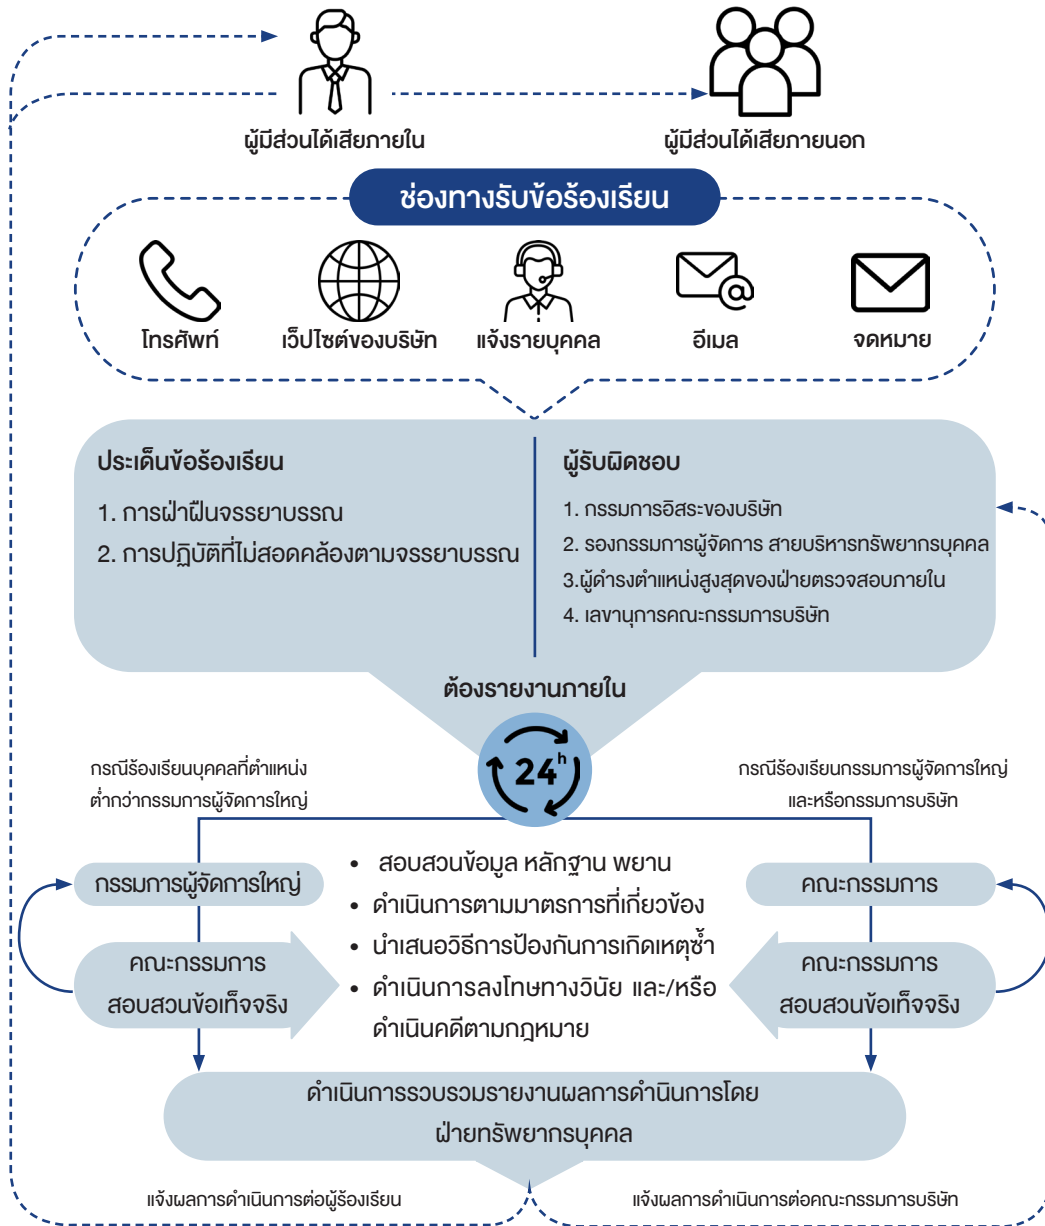 ผู้มีส่วนได้เสียภายใน
ผู้มีส่วนได้เสียภายนอก
ช่องทางรับข้อร้องเรียน
โทรศัพท์
เว็ปไซต์ของบริษัท
แจ้งรายบุคคล
อีเมล
จดหมาย
ประเด็นข้อร้องเรียน
1. การฝ่าฝืนจรรยาบรรณ
2. การปฏิบัติที่ไม่สอดคล้องตามจรรยาบรรณ
ผู้รับผิดชอบ
1. กรรมการอิสระของบริษัท
2. รองกรรมการผู้จัดการ สายบริหารทรัพยากรบุคคล
3.ผู้ดำรงตำแหน่งสูงสุดของฝ่ายตรวจสอบภายใน
4. เลขานุการคณะกรรมการบริษัท
ต้องรายงานภายใน
24h
กรณีร้องเรียนบุคคลที่ตำแหน่ง
ต่ำกว่ากรรมการผู้จัดการใหญ่
กรณีร้องเรียนกรรมการผู้จัดการใหญ่
และหรือกรรมการบริษัท
กรรมการผู้จัดการใหญ่
คณะกรรมการ
สอบสวนข้อเท็จจริง
• สอบสวนข้อมูล หลักฐาน พยาน
• ดำเนินการตามมาตรการที่เกี่ยวข้อง
• นำเสนอวิธีการป้องกันการเกิดเหตุซ้ำ
• ดำเนินการลงโทษทางวินัย และ/หรือ
ดำเนินคดีตามกฎหมาย
คณะกรรมการ
คณะกรรมการ
สอบสวนข้อเท็จจริง
ดำเนินการรวบรวมรายงานผลการดำเนินการโดย
ฝ่ายทรัพยากรบุคคล
แจ้งผลการดำเนินการต่อผู้ร้องเรียน
แจ้งผลการดำเนินการต่อคณะกรรมการบริษัท